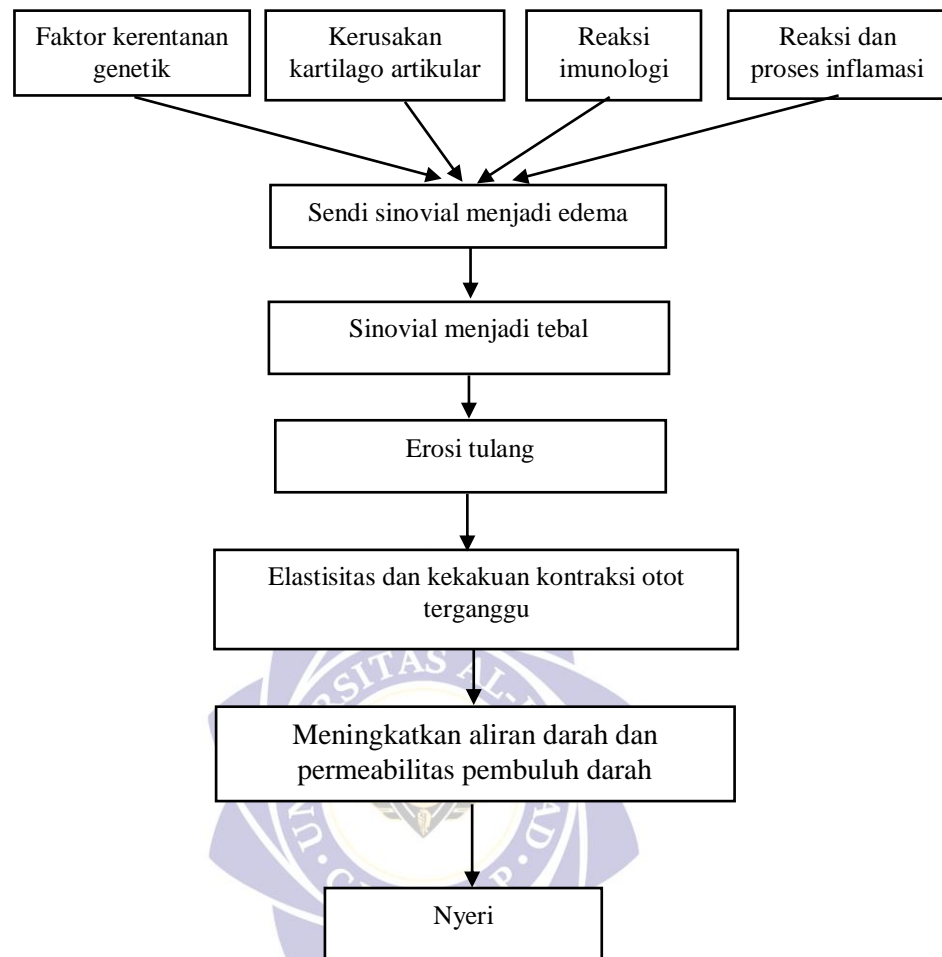 Faktor kerentanan
genetik
Kerusakan
kartilago artikular
Reaksi
imunologi
Reaksi dan
proses inflamasi
Sendi sinovial menjadi edema
Sinovial menjadi tebal
Erosi tulang
Elastisitas dan kekakuan kontraksi otot
terganggu
Meningkatkan aliran darah dan
permeabilitas pembuluh darah
Nyeri